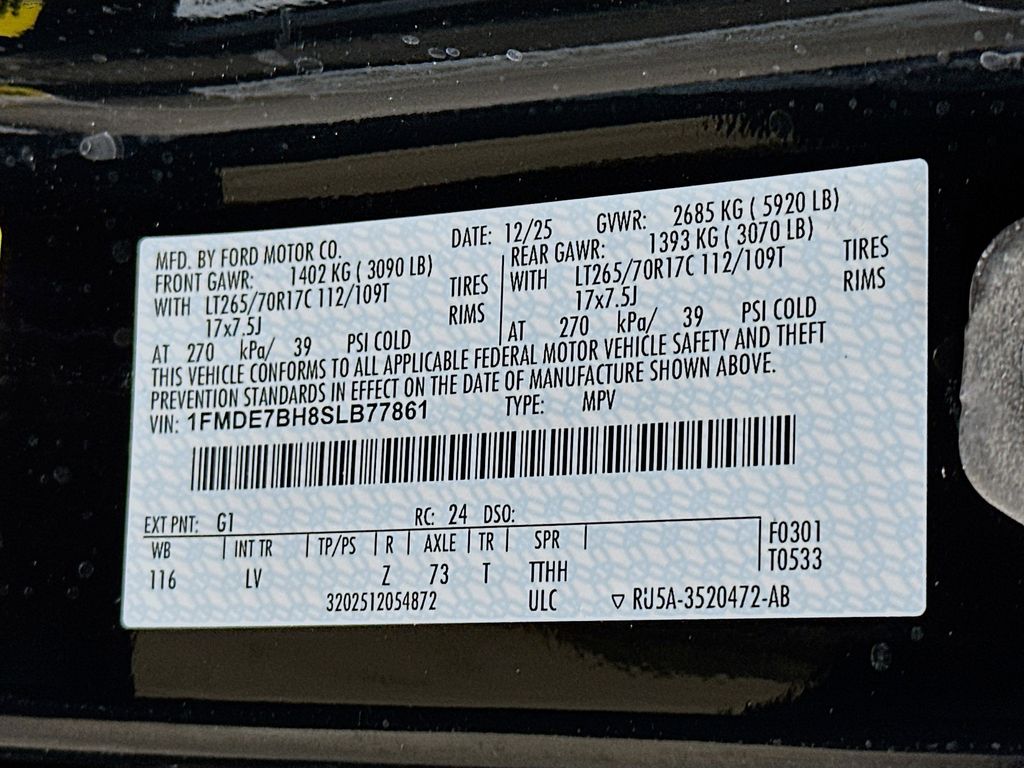 MFD. BY FORD MOTOR CO. DATE: 12/25 GVWR: 2685 KG ( 5920 LB)
FRONT GAWR: 1402 KG ( 3090 LB) REAR GAWR: 1393 KG ( 3070 LB)
WITH LT265/70R17C 112/109T TIRES WITH LT265/70R17C 112/109T TIRES
17x7.5J RIMS 17x7.5J RIMS
AT 270 kPa/ 39 PSI COLD AT 270 kPa/ 39 PSI COLD
THIS VEHICLE CONFORMS TO ALL APPLICABLE FEDERAL MOTOR VEHICLE SAFETY AND THEFT
PREVENTION STANDARDS IN EFFECT ON THE DATE OF MANUFACTURE SHOWN ABOVE.
VIN: 1FMDE7BH8SLB77861 TYPE: MPV
EXT PNT: G1 RC: 24 DSO:
WB INT TR TP/PS R AXLE TR SPR F0301
116 LV Z 73 T TTHH T0533
3202512054872 ULC ▽ RU5A-3520472-AB